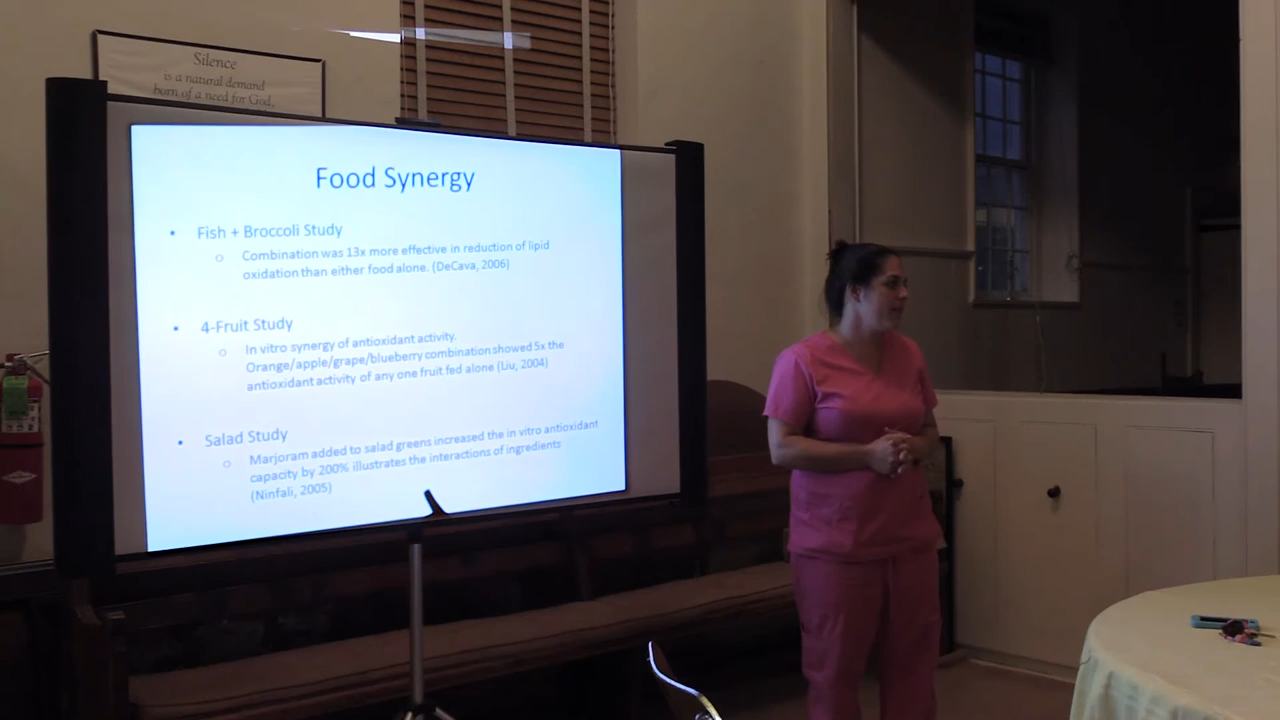 Silence
is a natural demand
born of a need for God,
Food Synergy
• Fish + Broccoli Study
o Combination was 13x more effective in reduction of lipid
oxidation than either food alone. (DeCava, 2006)
• 4-Fruit Study
o In vitro synergy of antioxidant activity.
Orange/apple/grape/blueberry combination showed 5x the
antioxidant activity of any one fruit fed alone (Liu, 2004)
• Salad Study
o Marjoram added to salad greens increased the in vitro antioxidant
capacity by 200% illustrates the interactions of ingredients
(Ninfali, 2005)